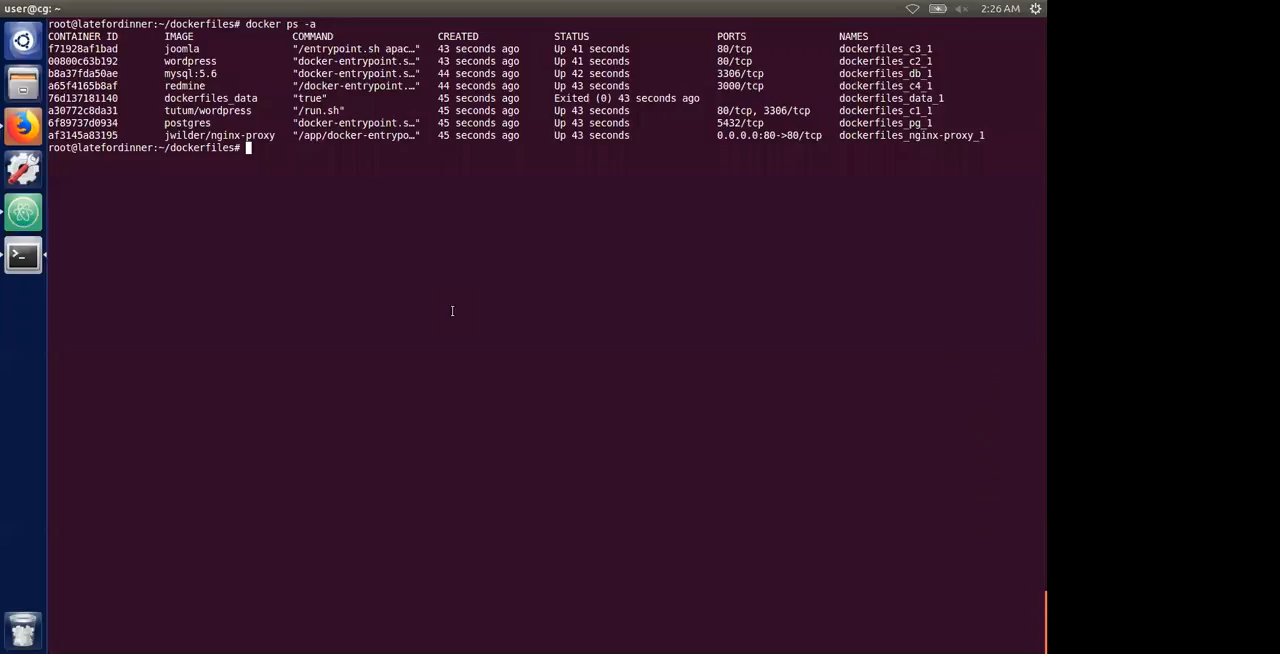 user@cg: ~ 2:26 AM
root@latefordinner:~/dockerfiles# docker ps -a
CONTAINER ID IMAGE COMMAND CREATED STATUS PORTS NAMES
f71928af1bad joomla "/entrypoint.sh apac…" 43 seconds ago Up 41 seconds 80/tcp dockerfiles_c3_1
00800c63b192 wordpress "docker-entrypoint.s…" 43 seconds ago Up 41 seconds 80/tcp dockerfiles_c2_1
b8a37fda50ae mysql:5.6 "docker-entrypoint.s…" 44 seconds ago Up 42 seconds 3306/tcp dockerfiles_db_1
a65f4165b8af redmine "/docker-entrypoint.…" 44 seconds ago Up 43 seconds 3000/tcp dockerfiles_c4_1
76d137181140 dockerfiles_data "true" 45 seconds ago Exited (0) 43 seconds ago dockerfiles_data_1
a30772c8da31 tutum/wordpress "/run.sh" 45 seconds ago Up 43 seconds 80/tcp, 3306/tcp dockerfiles_c1_1
6f89737d0934 postgres "docker-entrypoint.s…" 45 seconds ago Up 43 seconds 5432/tcp dockerfiles_pg_1
af3145a83195 jwilder/nginx-proxy "/app/docker-entrypo…" 45 seconds ago Up 43 seconds 0.0.0.0:80->80/tcp dockerfiles_nginx-proxy_1
root@latefordinner:~/dockerfiles#